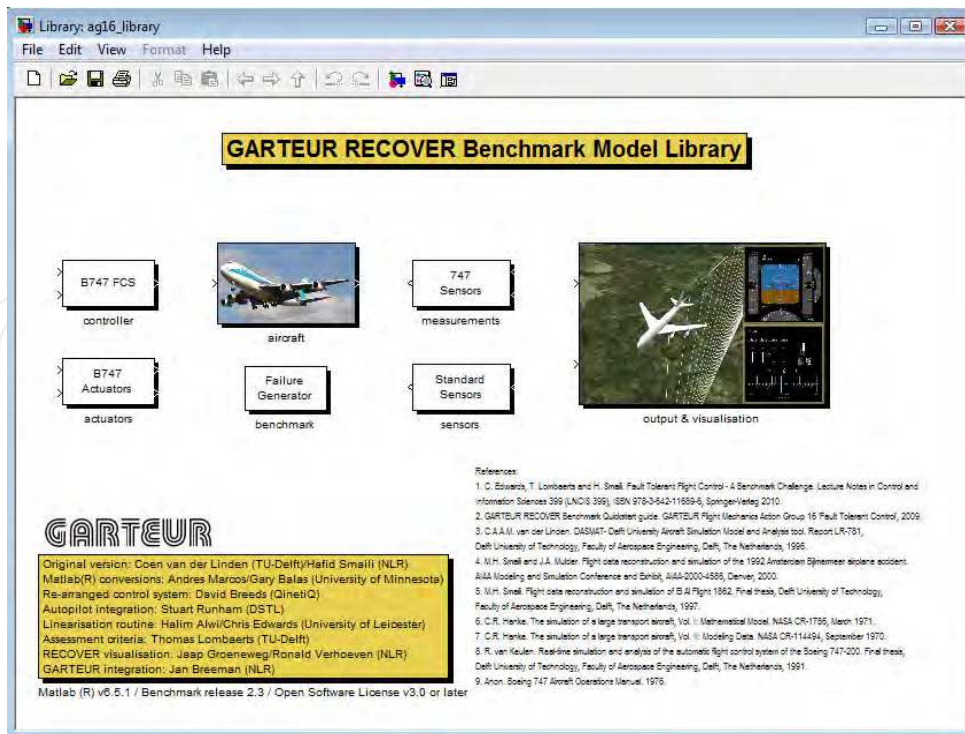 Library: ag16_library
File Edit View Format Help
GARTEUR RECOVER Benchmark Model Library
B747 FCS
controller
aircraft
747
Sensors
measurements
B747
Actuators
actuators
Failure
Generator
benchmark
Standard
Sensors
sensors
output & visualisation
GARTEUR
Original version: Coen van der Linden (TU-Delft)/Hafid Smaili (NLR)
Matlab(R) conversions: Andres Marcos/Gary Balas (University of Minnesota)
Re-arranged control system: David Breeds (QinetiQ)
Autopilot integration: Stuart Runham (DSTL)
Linearisation routine: Halim Alwi/Chris Edwards (University of Leicester)
Assessment criteria: Thomas Lombaerts (TU-Delft)
RECOVER visualisation: Jaap Groeneweg/Ronald Verhoeven (NLR)
GARTEUR integration: Jan Breeman (NLR)
Matlab (R) v6.5.1 / Benchmark release 2.3 / Open Software License v3.0 or later
References:
1. C. Edwards, T. Lombaerts and H. Smaili. Fault Tolerant Flight Control - A Benchmark Challenge. Lecture Notes in Control and
Information Sciences 399 (LNCIS 399), ISBN 978-3-642-11689-6, Springer-Verlag 2010.
2. GARTEUR RECOVER Benchmark Quickstart guide. GARTEUR Flight Mechanics Action Group 16 'Fault Tolerant Control', 2009.
3. C.A.A.M. van der Linden. DASMAT- Delft University Aircraft Simulation Model and Analysis tool. Report LR-781,
Delft University of Technology, Faculty of Aerospace Engineering, Delft, The Netherlands, 1996.
4. M.H. Smaili and J.A. Mulder. Flight data reconstruction and simulation of the 1992 Amsterdam Bijlmermeer airplane accident.
AIAA Modeling and Simulation Conference and Exhibit, AIAA-2000-4586, Denver, 2000.
5. M.H. Smaili. Flight data reconstruction and simulation of El Al Flight 1862. Final thesis, Delft University of Technology,
Faculty of Aerospace Engineering, Delft, The Netherlands, 1997.
6. C.R. Hanke. The simulation of a large transport aircraft, Vol. I: Mathematical Model. NASA CR-1756, March 1971.
7. C.R. Hanke. The simulation of a large transport aircraft, Vol. II: Modeling Data. NASA CR-114494, September 1970.
8. R. van Keulen. Real-time simulation and analysis of the automatic flight control system of the Boeing 747-200. Final thesis,
Delft University of Technology, Faculty of Aerospace Engineering, Delft, The Netherlands, 1991.
9. Anon. Boeing 747 Aircraft Operations Manual. 1976.